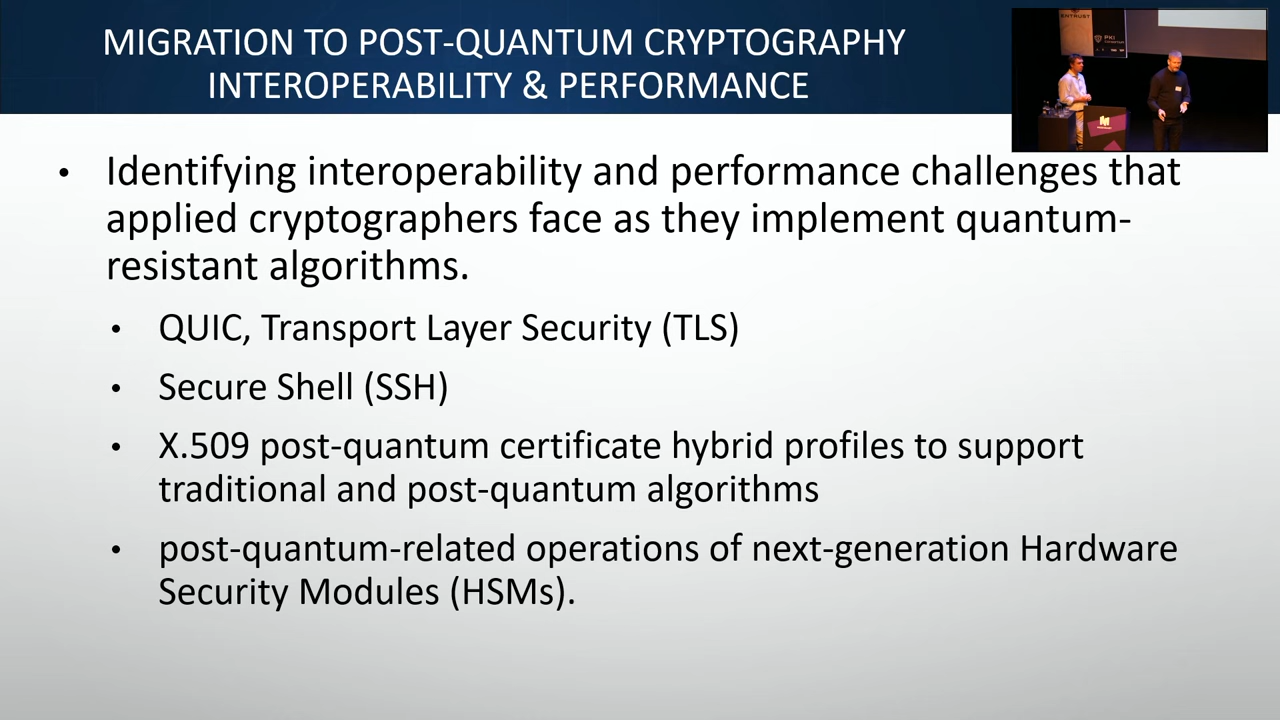 MIGRATION TO POST-QUANTUM CRYPTOGRAPHY
INTEROPERABILITY & PERFORMANCE
ENTRUST
PKI
• Identifying interoperability and performance challenges that
applied cryptographers face as they implement quantum-
resistant algorithms.
• QUIC, Transport Layer Security (TLS)
• Secure Shell (SSH)
• X.509 post-quantum certificate hybrid profiles to support
traditional and post-quantum algorithms
• post-quantum-related operations of next-generation Hardware
Security Modules (HSMs).